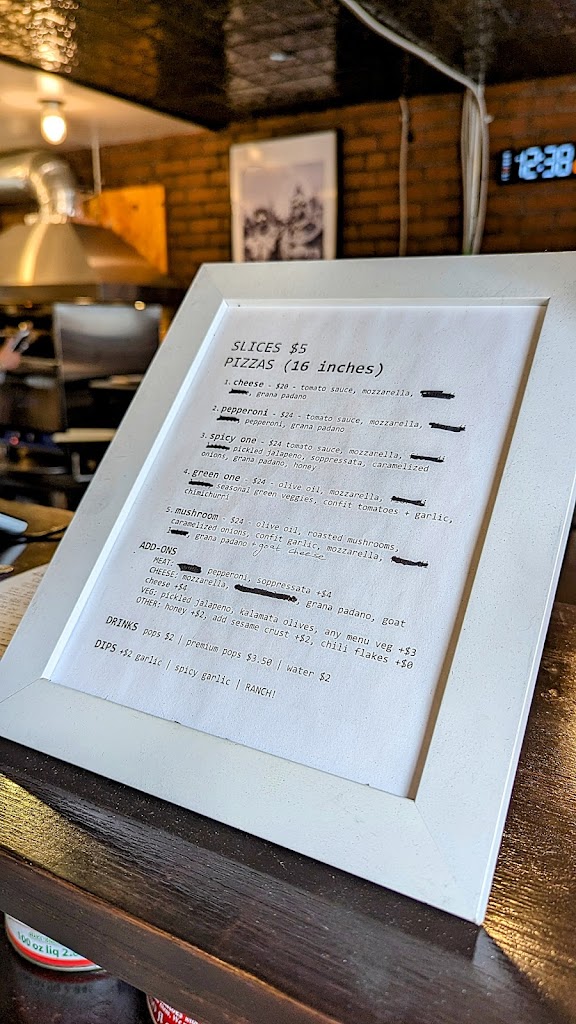 12:38
SLICES $5
PIZZAS (16 inches)
1. cheese - $20 - tomato sauce, mozzarella,
, grana padano
2. pepperoni - $24 - tomato sauce, mozzarella,
pepperoni, grana padano
3. spicy one - $24 tomato sauce, mozzarella,
pickled jalapeno, soppressata, caramelized
onions, grana padano, honey
4. green one - $24 - olive oil, mozzarella,
seasonal green veggies, confit tomatoes + garlic,
chimichurri
5. mushroom - $24 - olive oil, roasted mushrooms,
caramelized onions, confit garlic, mozzarella,
, grana padano + goat cheese
ADD-ONS
MEAT: pepperoni, soppressata +$4
CHEESE: mozzarella, , grana padano, goat
cheese +$4
VEG: pickled jalapeno, kalamata olives, any menu veg +$3
OTHER: honey +$2, add sesame crust +$2, chili flakes +$0
DRINKS pops $2 | premium pops $3.50 | water $2
DIPS +$2 garlic | spicy garlic | RANCH!
100 oz liq 2.